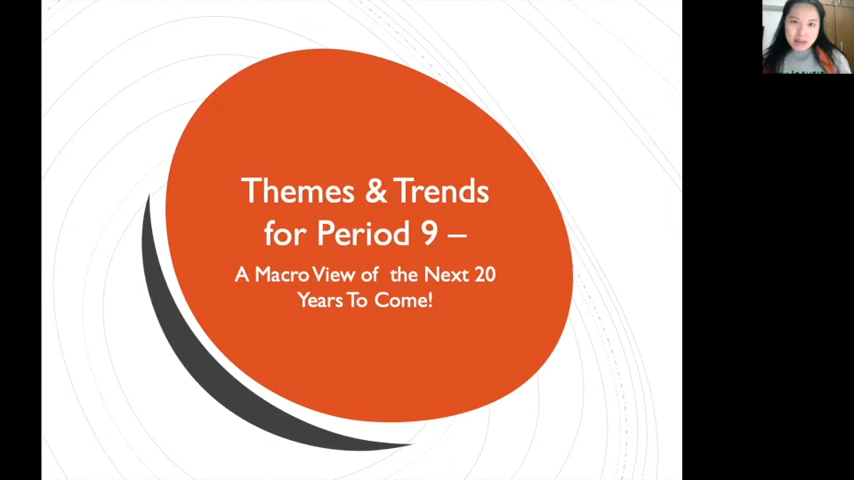 Themes & Trends
for Period 9 –
A Macro View of the Next 20
Years To Come!